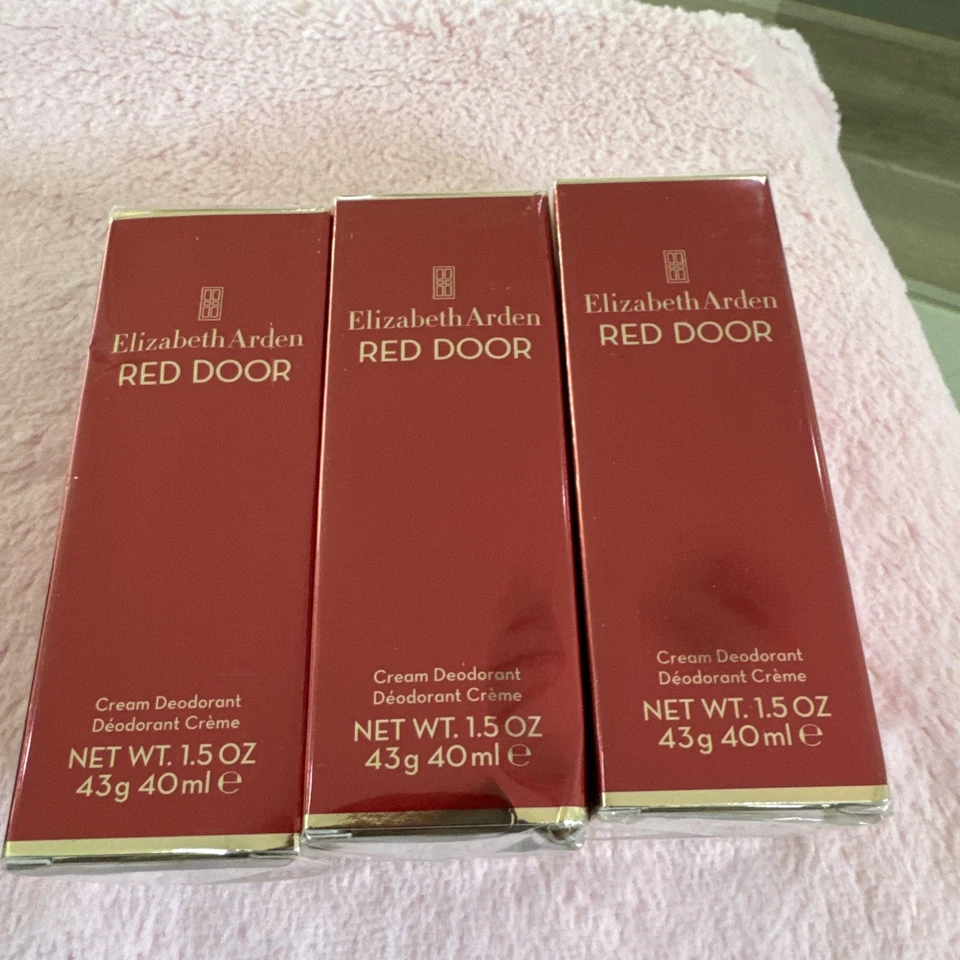 Elizabeth Arden
RED DOOR
Cream Deodorant
Déodorant Crème
NET WT. 1.5 OZ
43g 40ml ℮
Elizabeth Arden
RED DOOR
Cream Deodorant
Déodorant Crème
NET WT. 1.5 OZ
43g 40ml ℮
Elizabeth Arden
RED DOOR
Cream Deodorant
Déodorant Crème
NET WT. 1.5 OZ
43g 40ml ℮